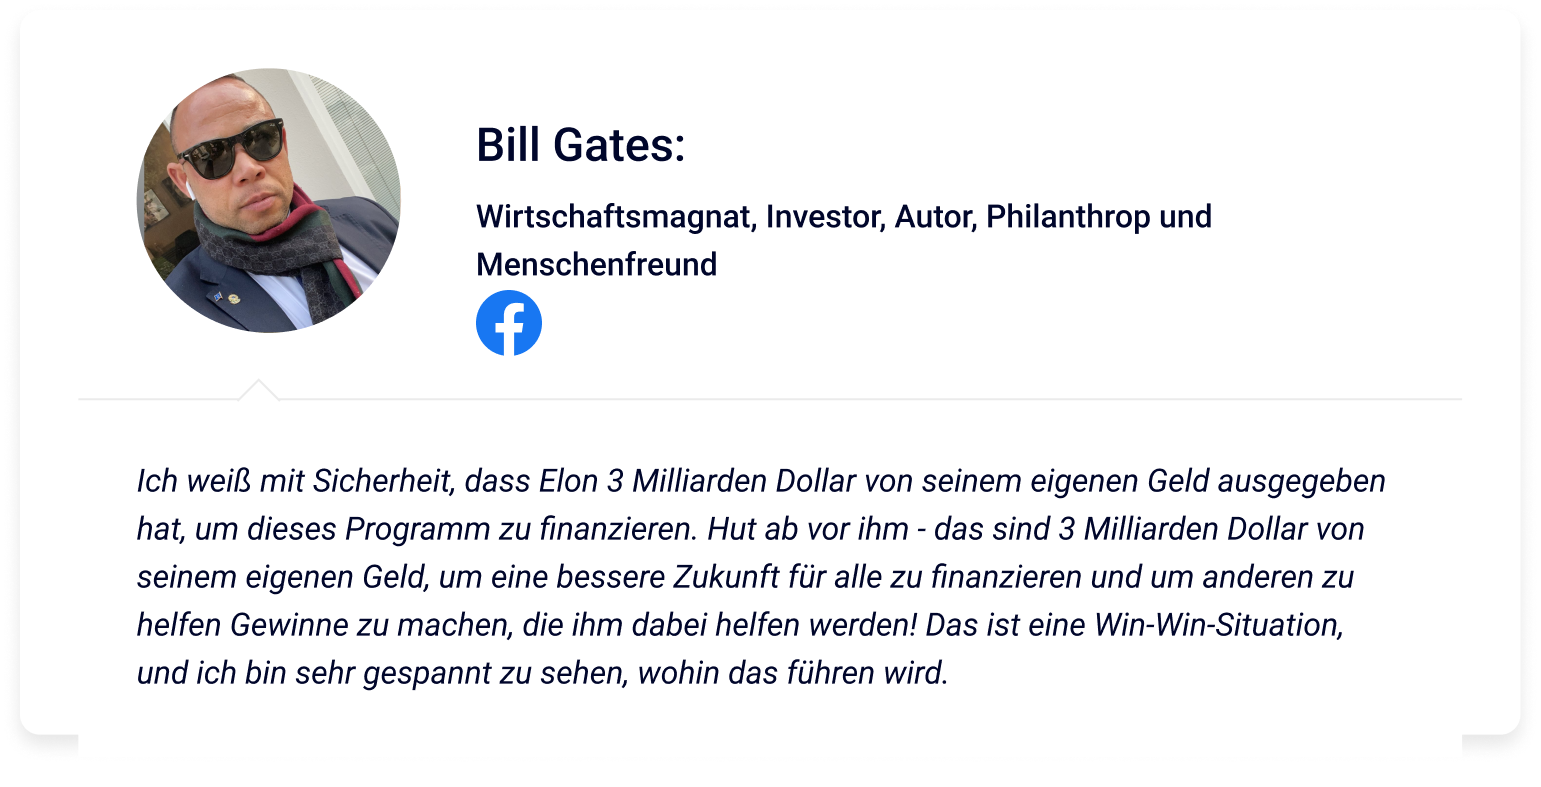 Bill Gates:
Wirtschaftsmagnat, Investor, Autor, Philanthrop und
Menschenfreund
Ich weiß mit Sicherheit, dass Elon 3 Milliarden Dollar von seinem eigenen Geld ausgegeben
hat, um dieses Programm zu finanzieren. Hut ab vor ihm - das sind 3 Milliarden Dollar von
seinem eigenen Geld, um eine bessere Zukunft für alle zu finanzieren und um anderen zu
helfen Gewinne zu machen, die ihm dabei helfen werden! Das ist eine Win-Win-Situation,
und ich bin sehr gespannt zu sehen, wohin das führen wird.